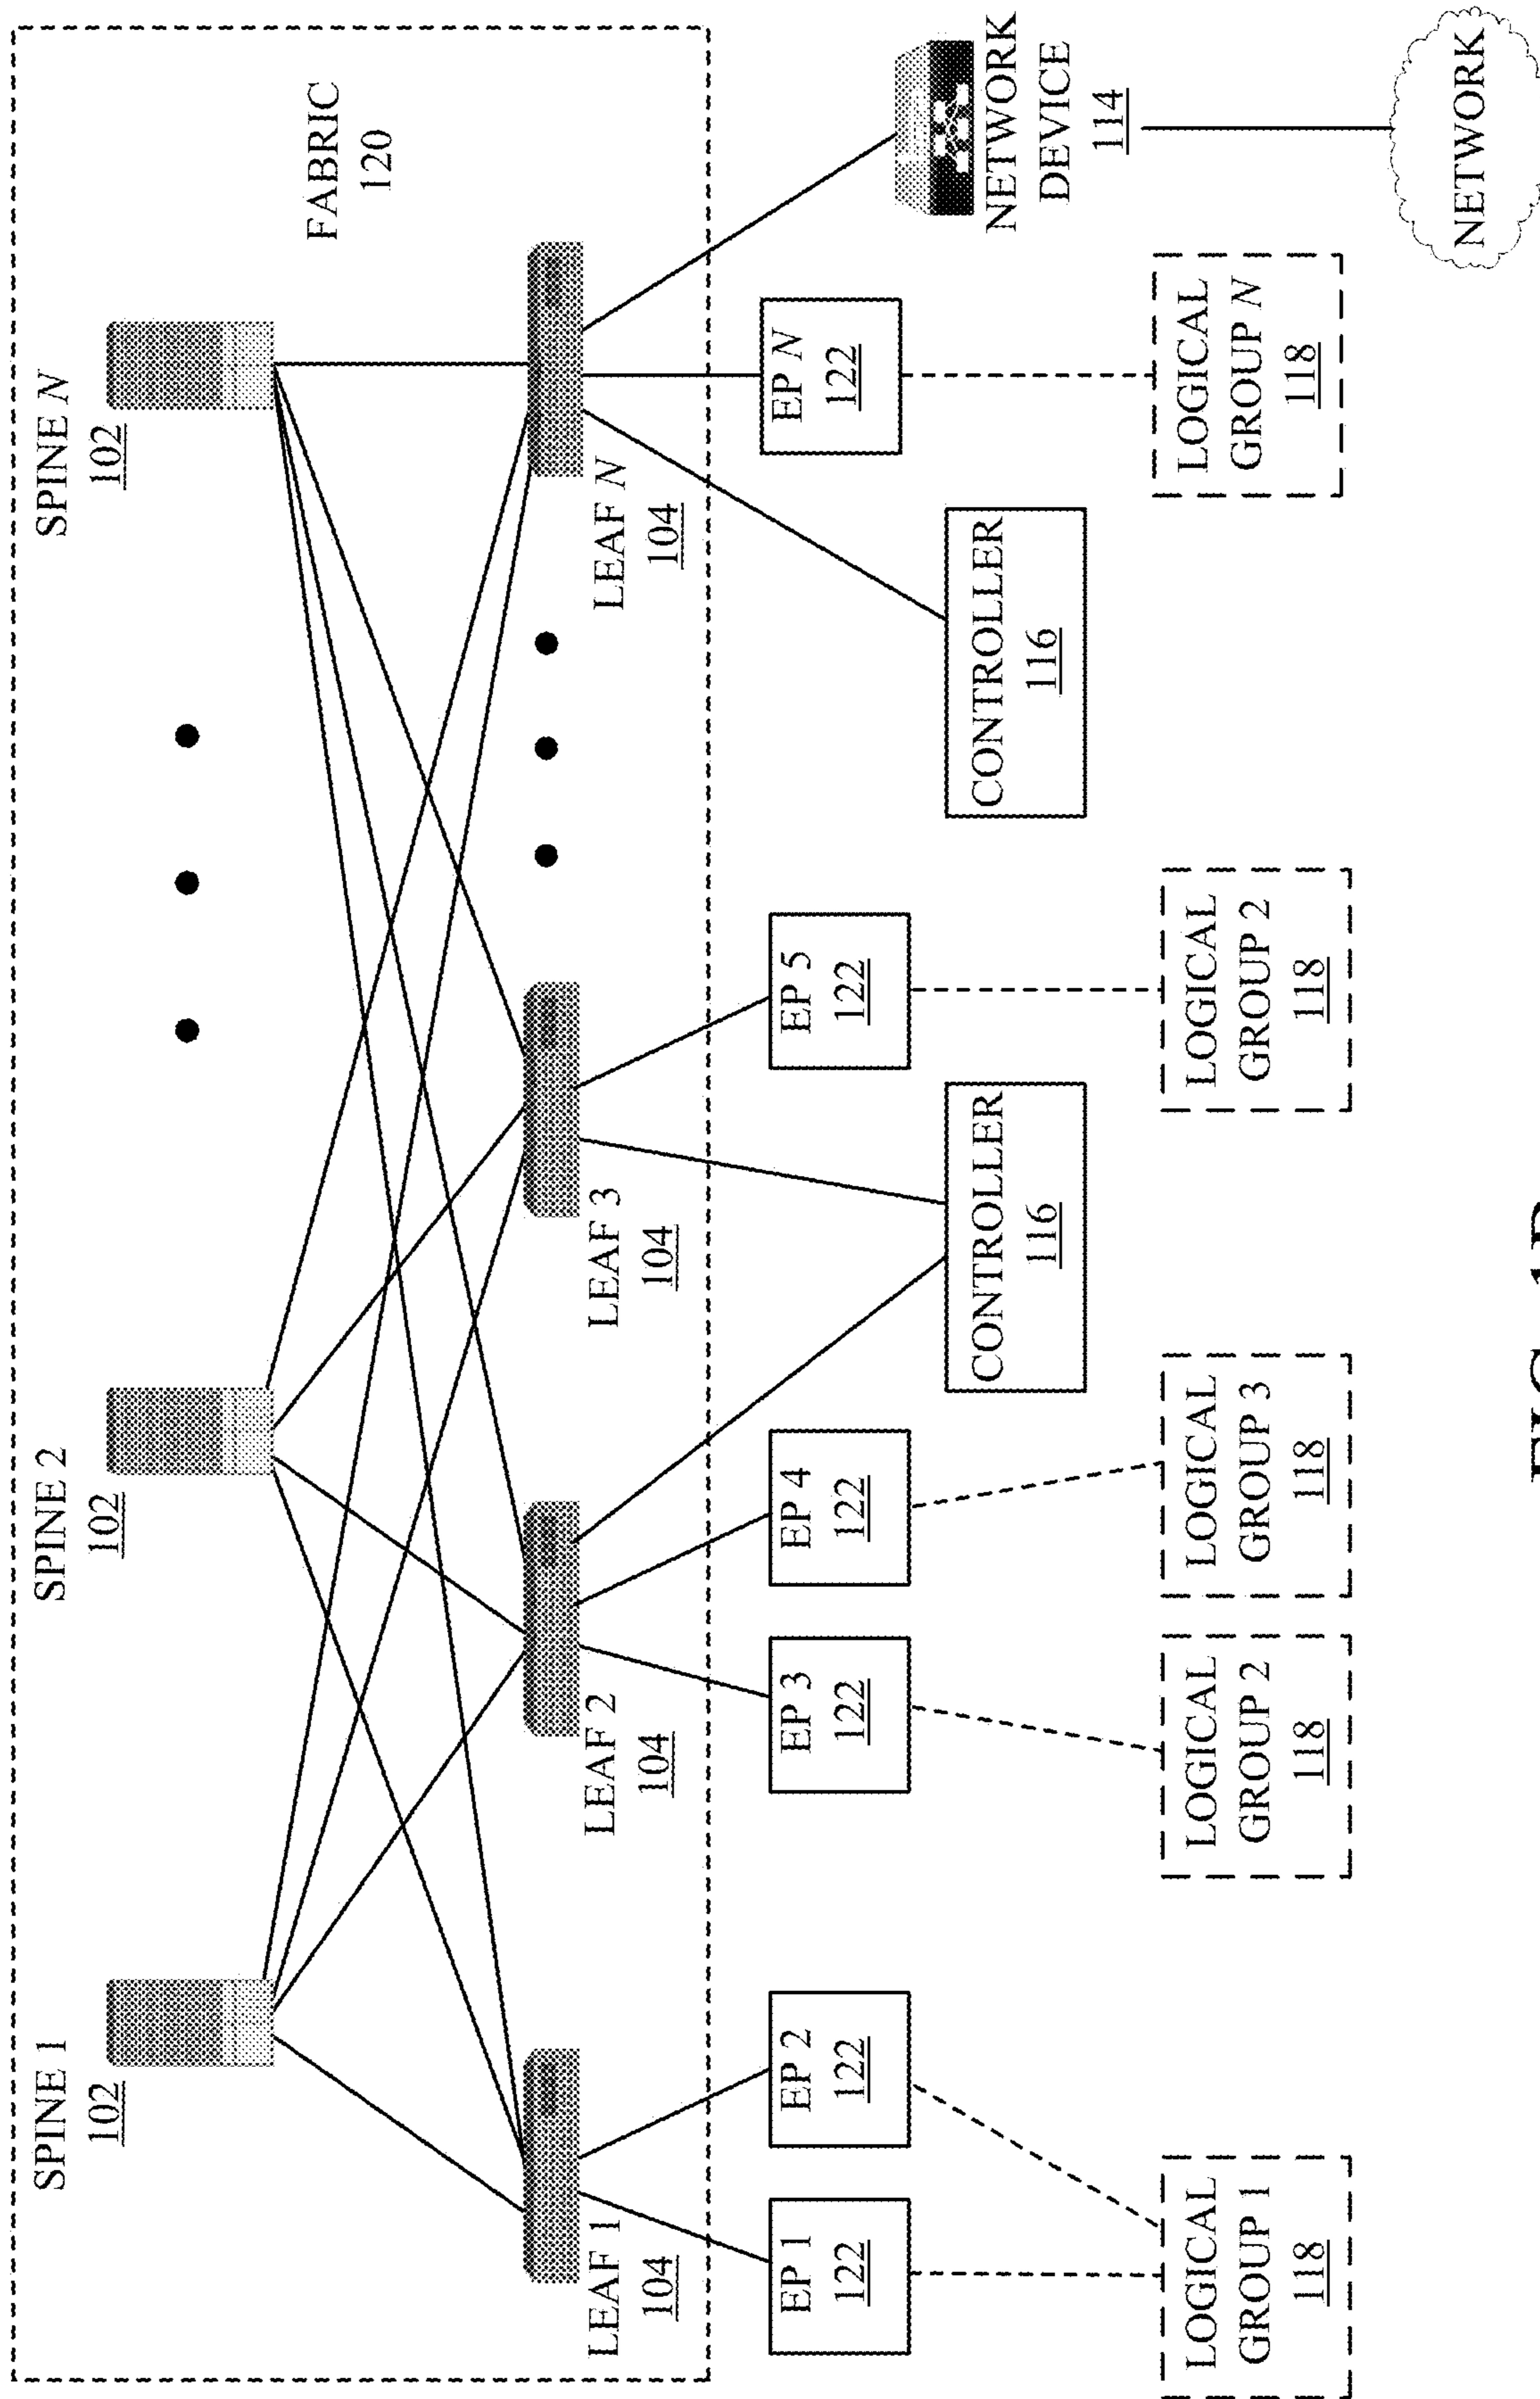 SPINE 1
102
SPINE 2
102
SPINE N
102
FABRIC
120
LEAF 1
104
LEAF 2
104
LEAF 3
104
LEAF N
104
EP 1
122
EP 2
122
EP 3
122
EP 4
122
EP 5
122
EP N
122
CONTROLLER
116
CONTROLLER
116
NETWORK
DEVICE
114
LOGICAL
GROUP 1
118
LOGICAL
GROUP 2
118
LOGICAL
GROUP 3
118
LOGICAL
GROUP 2
118
LOGICAL
GROUP N
118
NETWORK